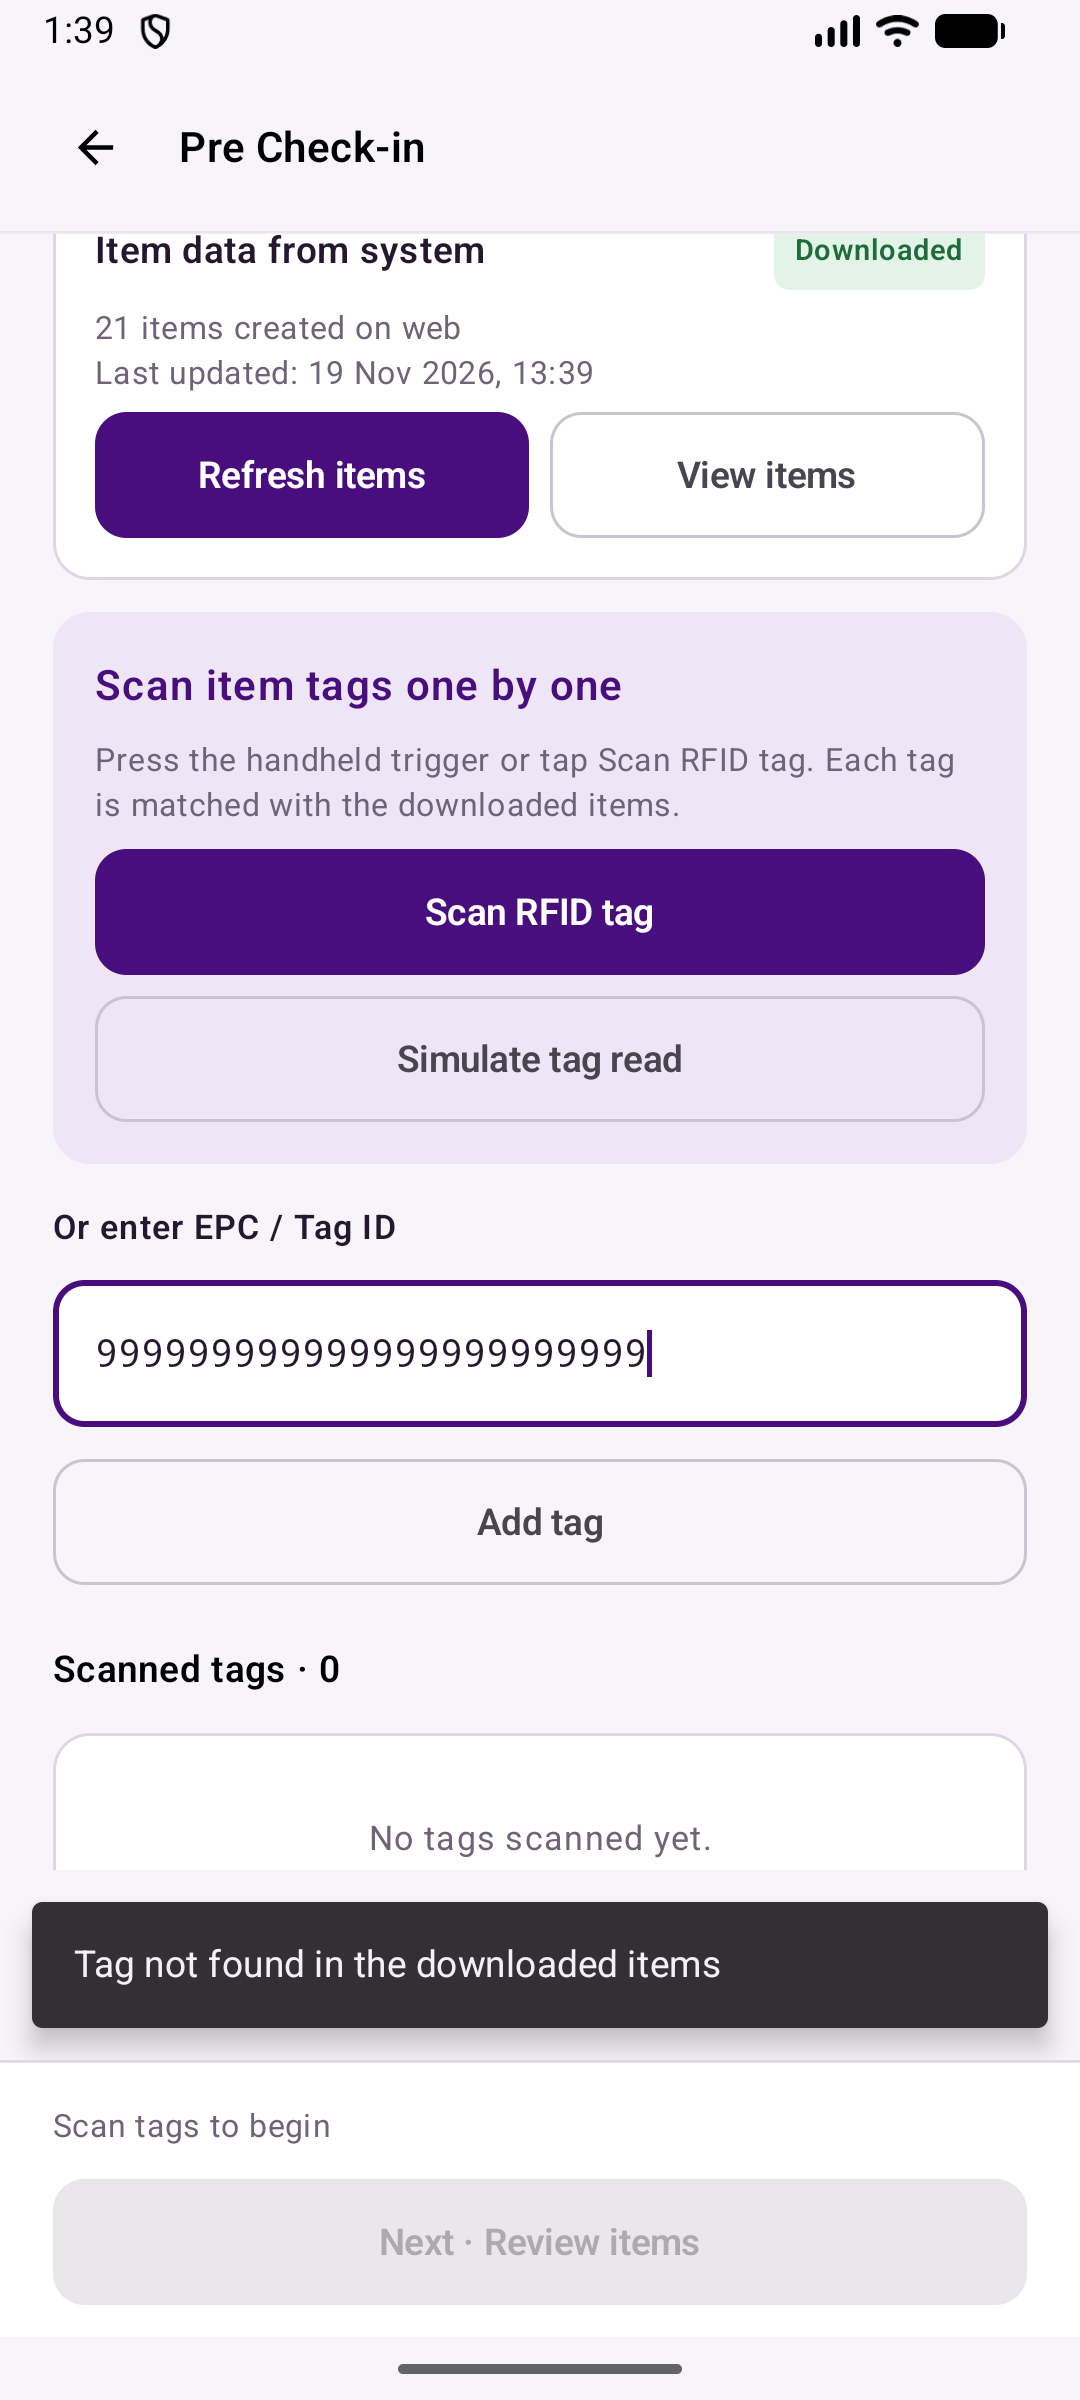 1:39
Pre Check-in
Item data from system
Downloaded
21 items created on web
Last updated: 19 Nov 2026, 13:39
Refresh items
View items
Scan item tags one by one
Press the handheld trigger or tap Scan RFID tag. Each tag
is matched with the downloaded items.
Scan RFID tag
Simulate tag read
Or enter EPC / Tag ID
999999999999999999999999
Add tag
Scanned tags · 0
No tags scanned yet.
Tag not found in the downloaded items
Scan tags to begin
Next · Review items